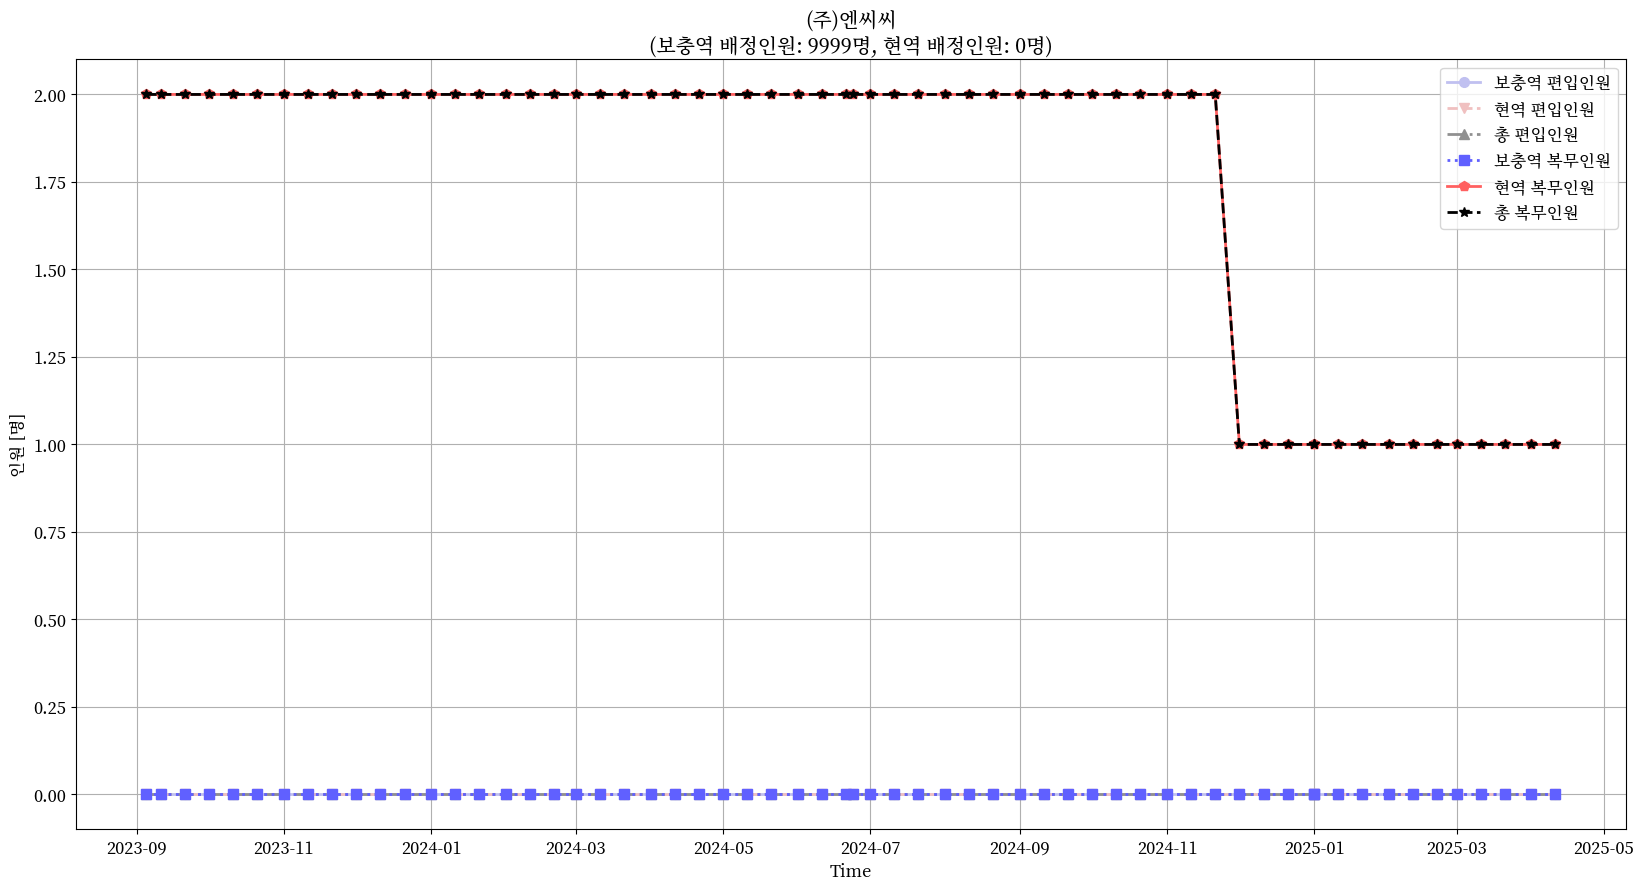 (주)엔씨씨
(보충역 배정인원: 9999명, 현역 배정인원: 0명)
보충역 편입인원
현역 편입인원
총 편입인원
보충역 복무인원
현역 복무인원
총 복무인원
인원 [명]
2.00
1.75
1.50
1.25
1.00
0.75
0.50
0.25
0.00
2023-09
2023-11
2024-01
2024-03
2024-05
2024-07
2024-09
2024-11
2025-01
2025-03
2025-05
Time